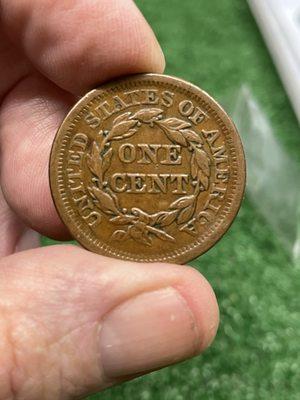 UNITED STATES OF AMERICA
ONE
CENT